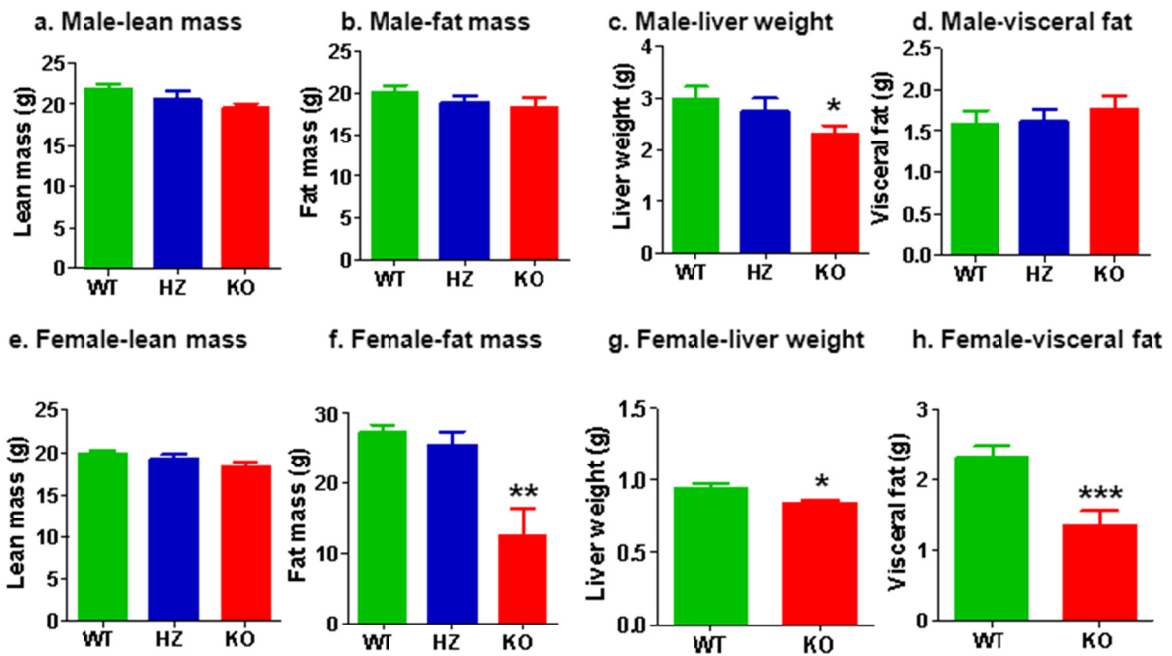 a. Male-lean mass
b. Male-fat mass
c. Male-liver weight
d. Male-visceral fat
Lean mass (g)
25
20
15
10
5
0
WT HZ KO
Fat mass (g)
25
20
15
10
5
0
WT HZ KO
Liver weight (g)
4
3
2
1
0
*
WT HZ KO
Visceral fat (g)
2.5
2.0
1.5
1.0
0.5
0.0
WT HZ KO
e. Female-lean mass
f. Female-fat mass
g. Female-liver weight
h. Female-visceral fat
Lean mass (g)
25
20
15
10
5
0
WT HZ KO
Fat mass (g)
30
20
10
0
**
WT HZ KO
Liver weight (g)
1.5
1.0
0.5
0.0
*
WT KO
Visceral fat (g)
3
2
1
0
***
WT KO